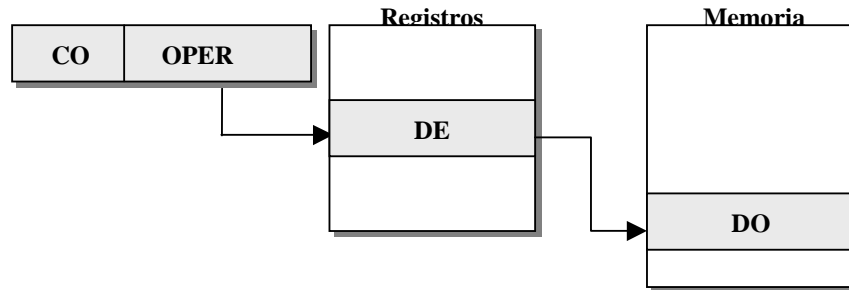 Registros
Memoria
CO OPER
DE
DO